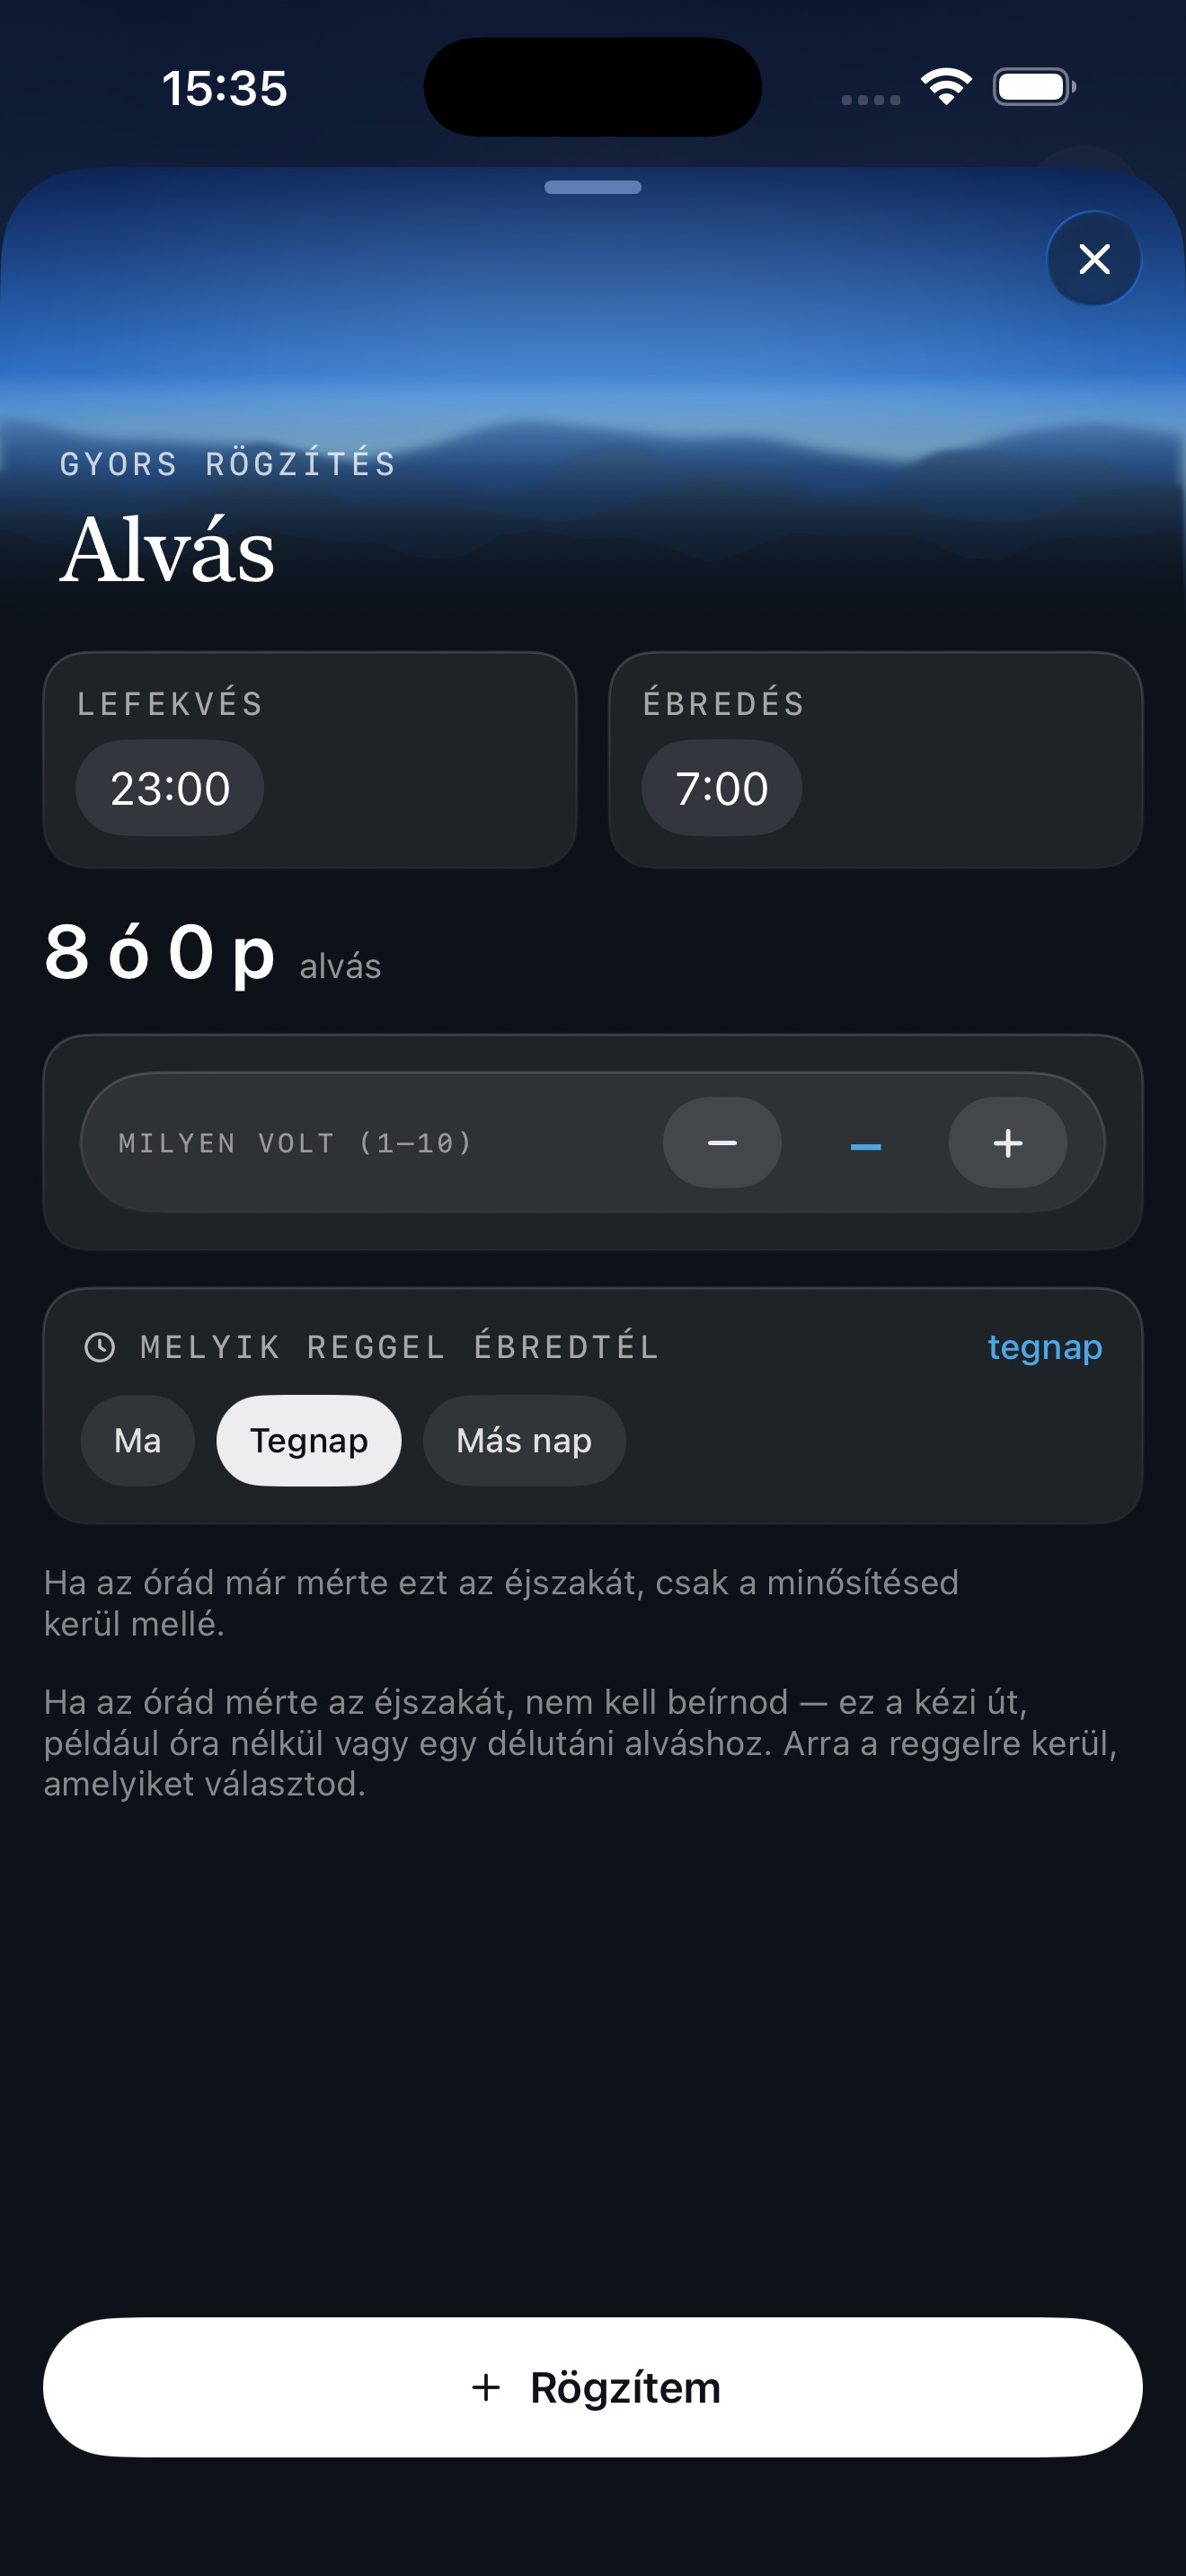 15:35
GYORS RÖGZÍTÉS
Alvás
LEFEKVÉS
23:00
ÉBREDÉS
7:00
8 ó 0 p alvás
MILYEN VOLT (1–10)
–
MELYIK REGGEL ÉBREDTÉL
tegnap
Ma
Tegnap
Más nap
Ha az órád már mérte ezt az éjszakát, csak a minősítésed
kerül mellé.
Ha az órád mérte az éjszakát, nem kell beírnod — ez a kézi út,
például óra nélkül vagy egy délutáni alváshoz. Arra a reggelre kerül,
amelyiket választod.
+ Rögzítem